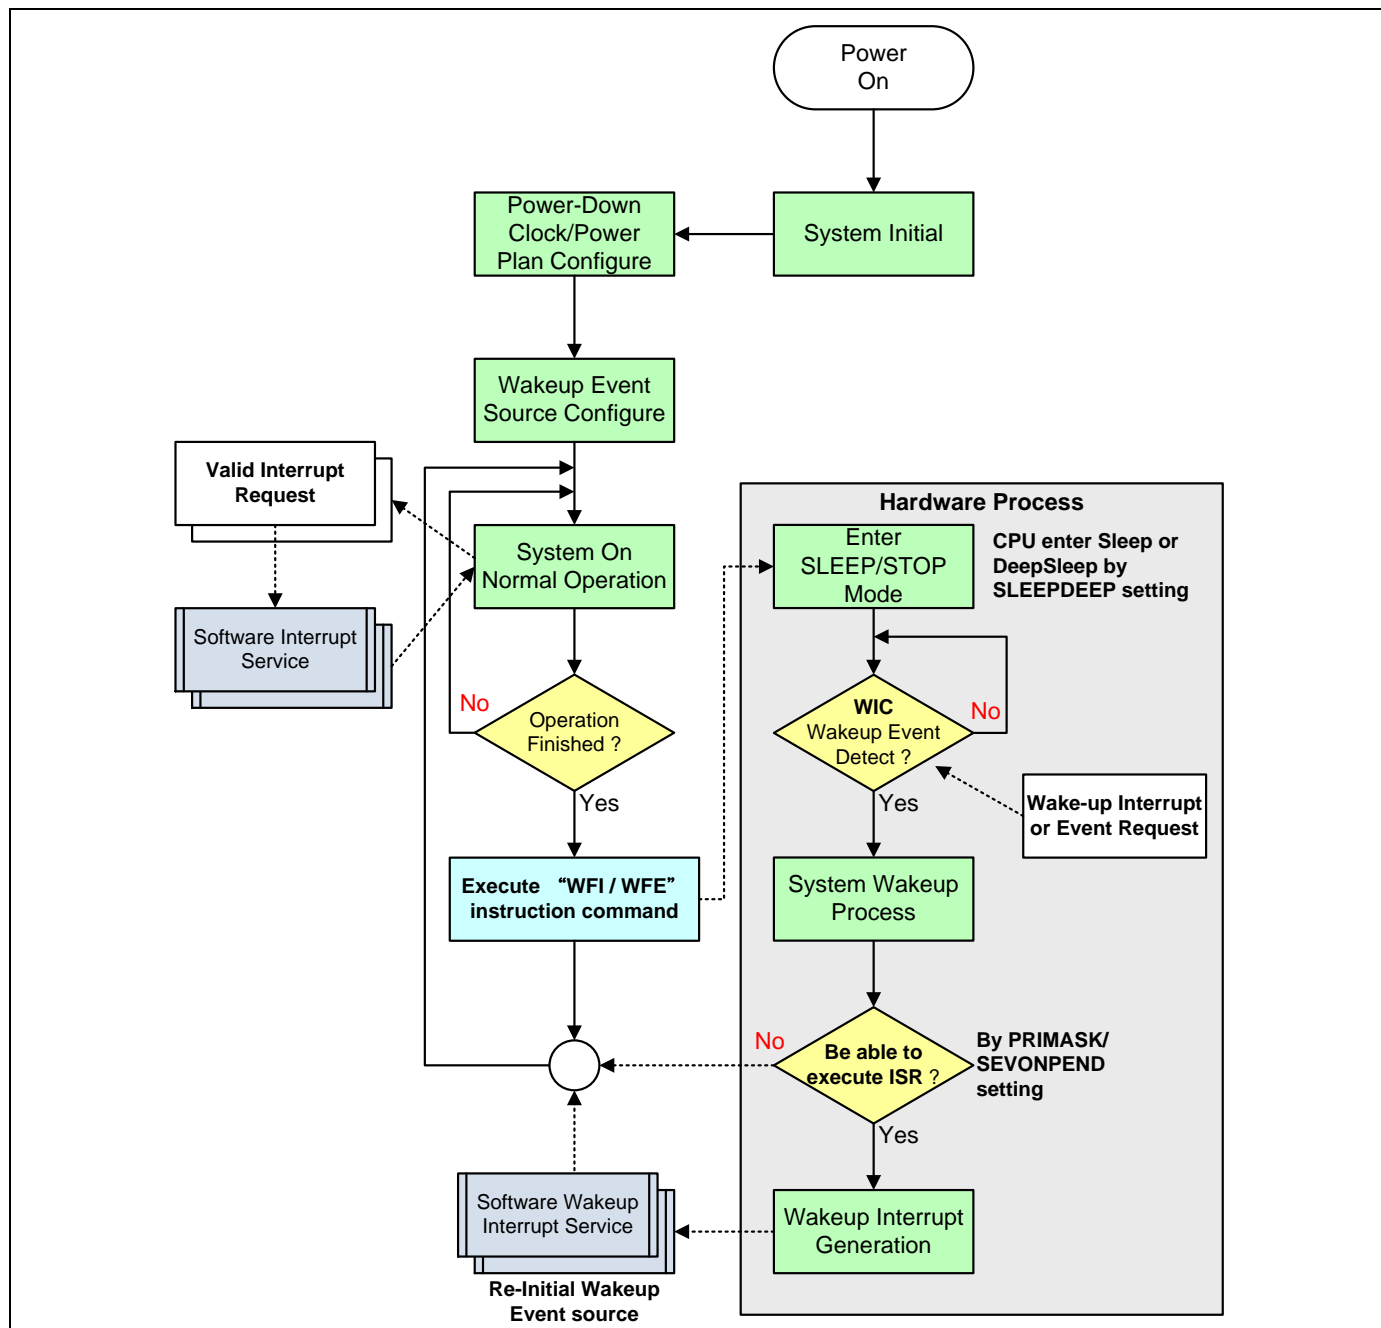 Power
On
Power-Down
Clock/Power
Plan Configure
System Initial
Wakeup Event
Source Configure
Valid Interrupt
Request
Hardware Process
System On
Normal Operation
Enter
SLEEP/STOP
Mode
CPU enter Sleep or
DeepSleep by
SLEEPDEEP setting
Software Interrupt
Service
No
Operation
Finished ?
WIC
Wakeup Event
Detect ?
No
Yes
Yes
Wake-up Interrupt
or Event Request
Execute “WFI / WFE”
instruction command
System Wakeup
Process
No
Be able to
execute ISR ?
By PRIMASK/
SEVONPEND
setting
Yes
Software Wakeup
Interrupt Service
Wakeup Interrupt
Generation
Re-Initial Wakeup
Event source